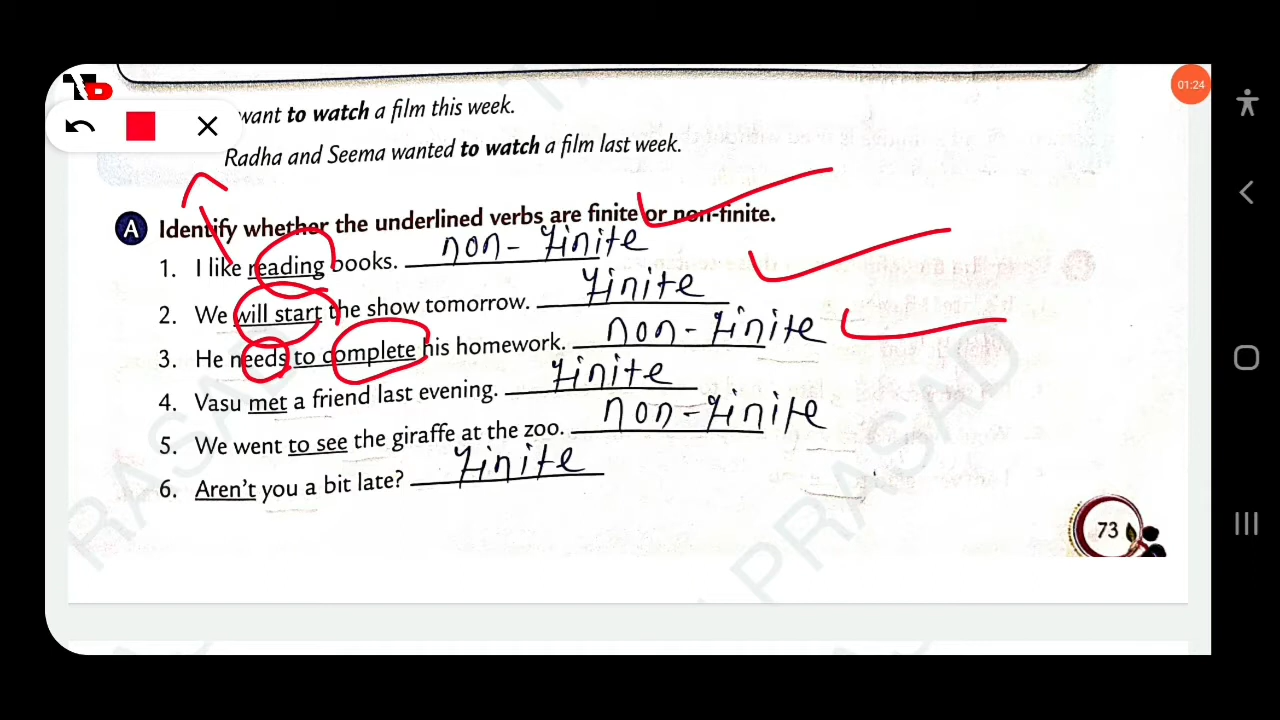 01:24
want to watch a film this week.
Radha and Seema wanted to watch a film last week.
A Identify whether the underlined verbs are finite or non-finite.
1. I like reading books. non-finite
2. We will start the show tomorrow. finite
3. He needs to complete his homework. non-finite
4. Vasu met a friend last evening. finite
5. We went to see the giraffe at the zoo. non-finite
6. Aren't you a bit late? finite
73
RASAD
PRASAD